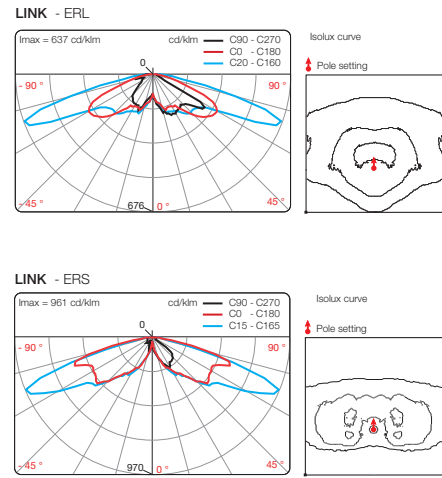 LINK - ERL
Imax = 637 cd/klm
cd/klm
C90 - C270
C0 - C180
C20 - C160
0
- 90 °
90 °
- 45 °
676
0 °
45 °
Isolux curve
Pole setting
LINK - ERS
Imax = 961 cd/klm
cd/klm
C90 - C270
C0 - C180
C15 - C165
0
- 90 °
90 °
- 45 °
970
0 °
45 °
Isolux curve
Pole setting